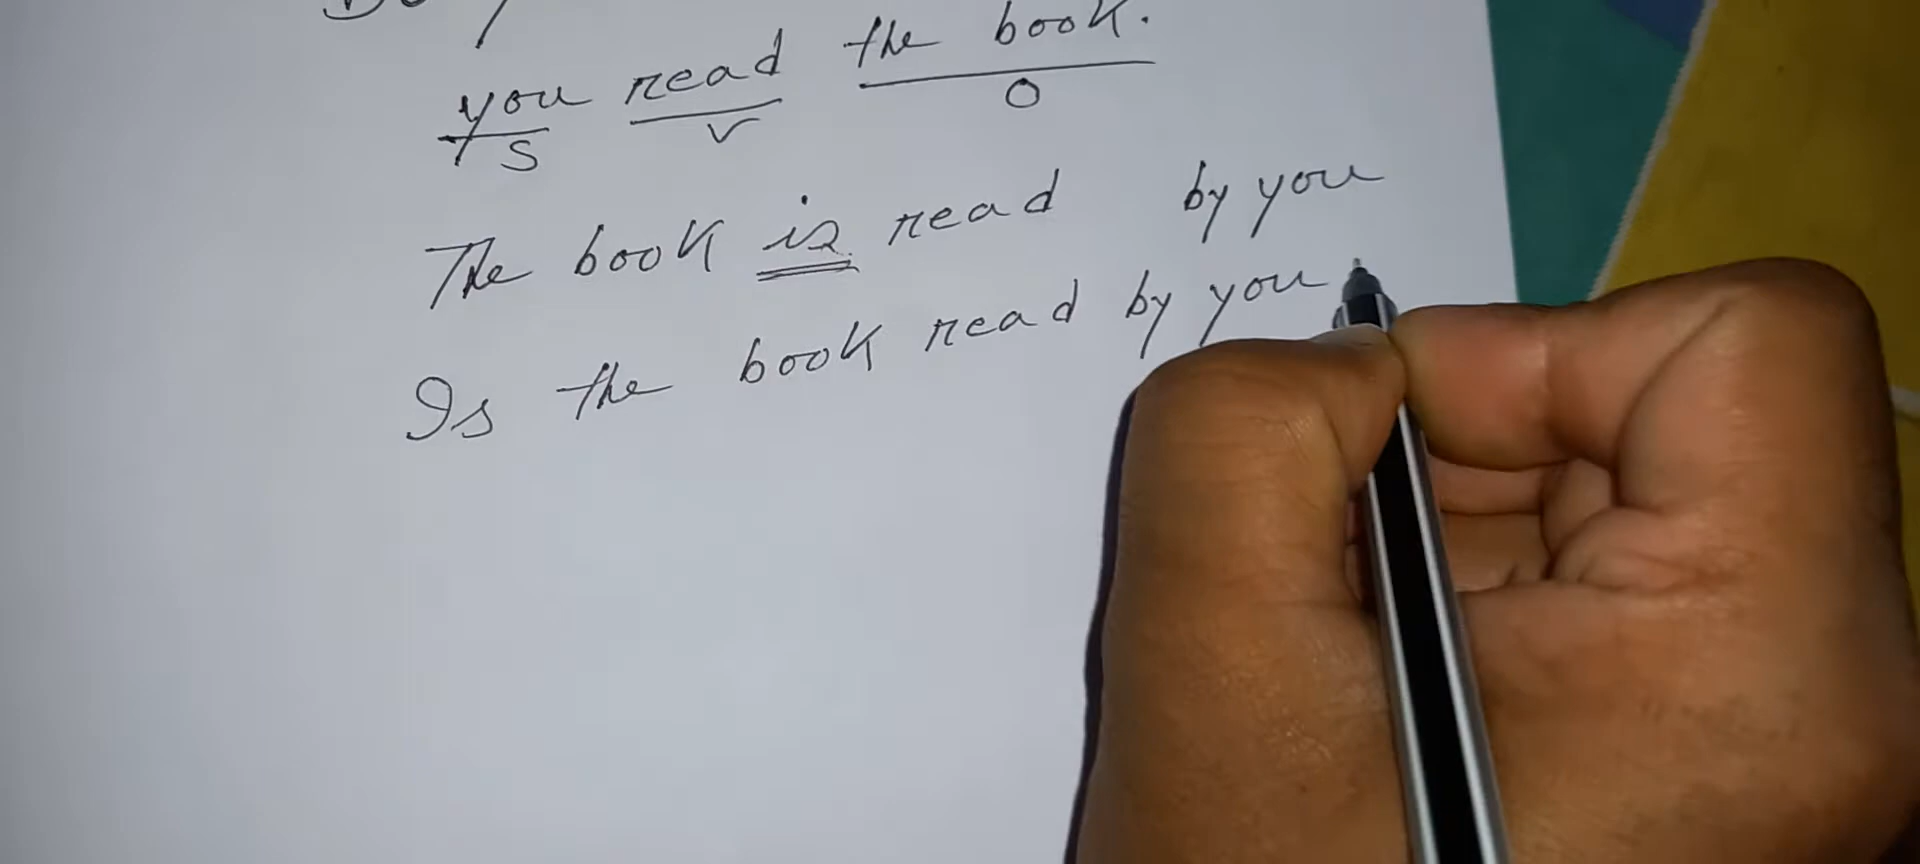 you read the book.
S V O
The book is read by you
Is the book read by you